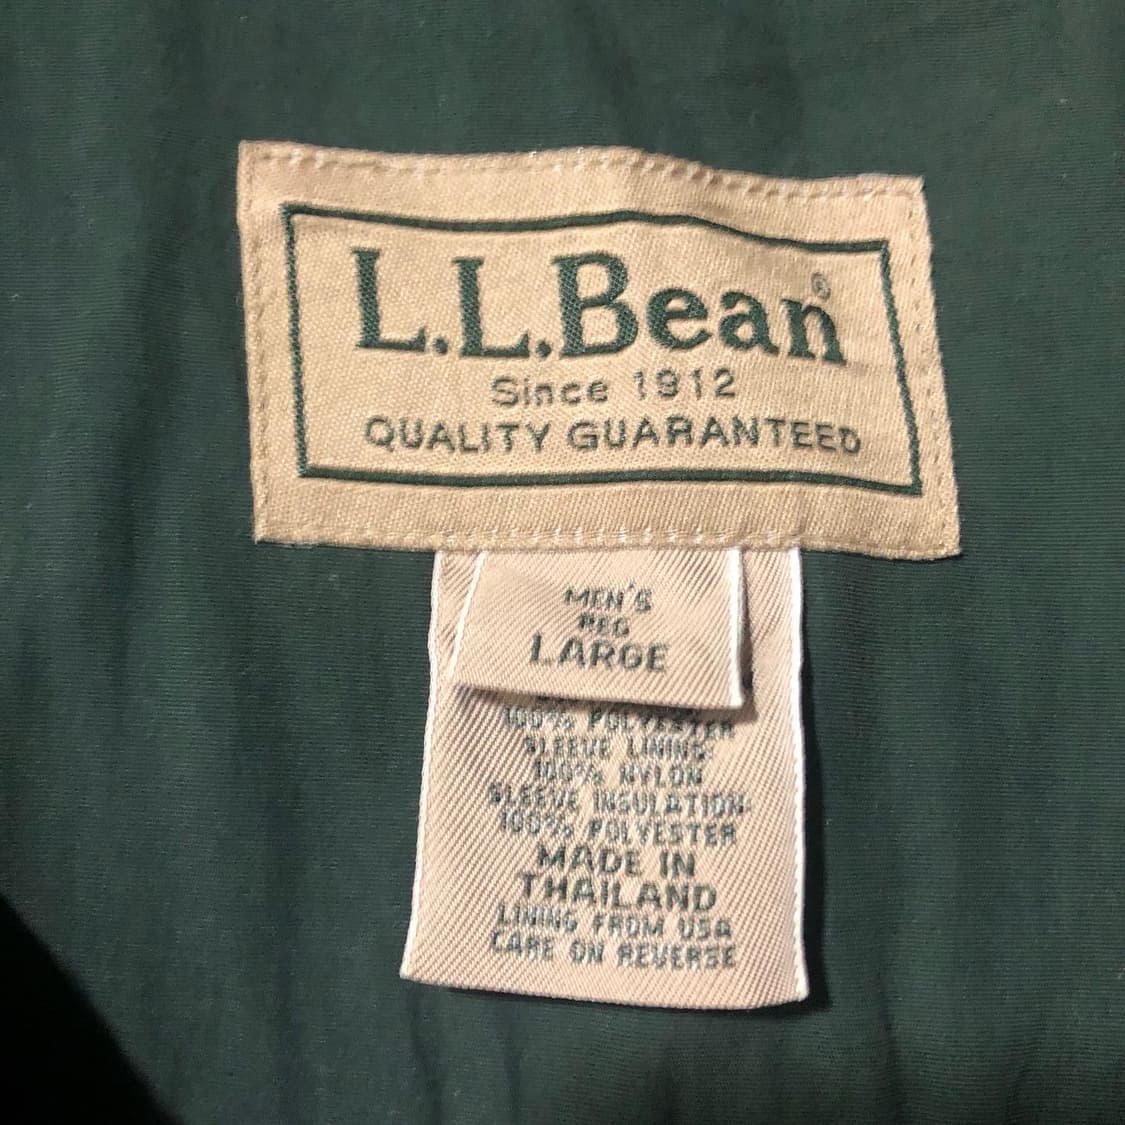 L.L.Bean®
Since 1912
QUALITY GUARANTEED
MEN'S
REG
LARGE
100% POLYESTER
SLEEVE LINING:
100% NYLON
SLEEVE INSULATION:
100% POLYESTER
MADE IN
THAILAND
LINING FROM USA
CARE ON REVERSE